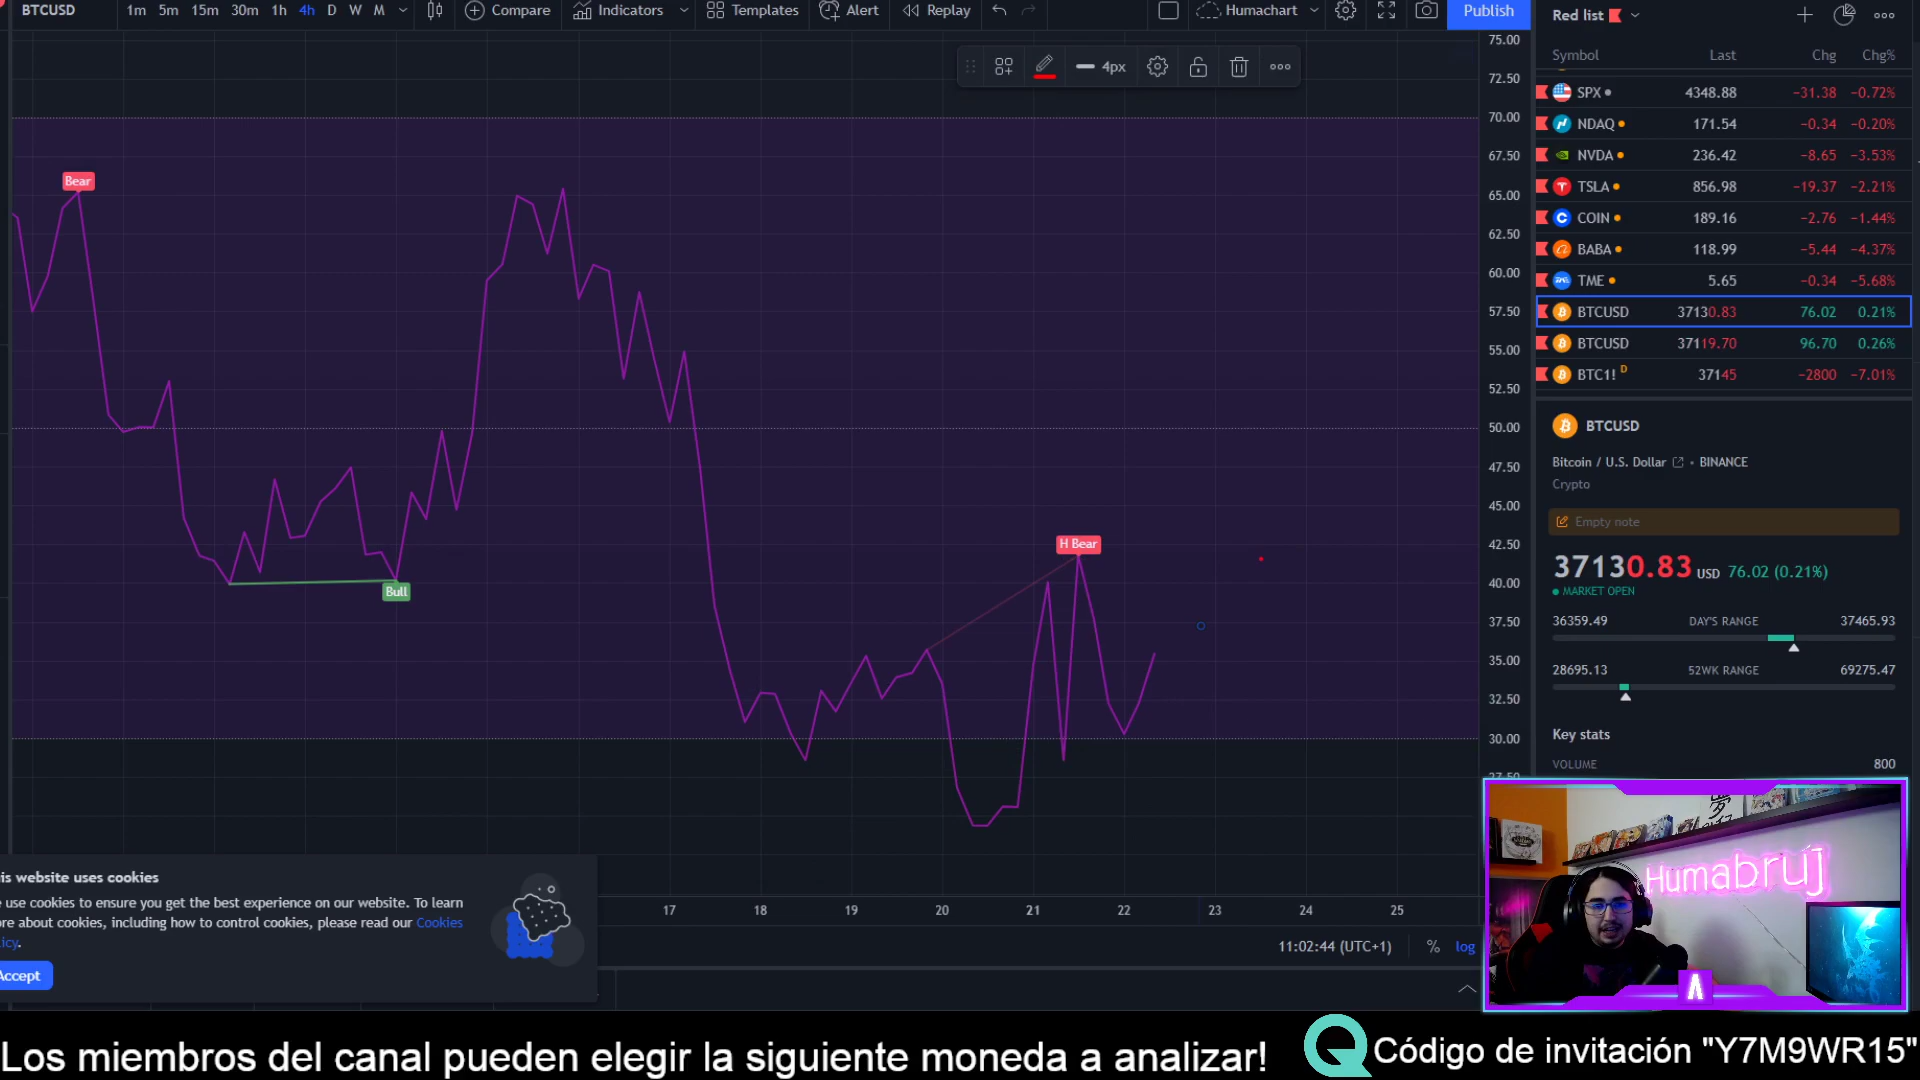 BTCUSD 1m 5m 15m 30m 1h 4h D W M Compare Indicators Templates Alert Replay Humachart Publish
4px
Bear
Bull
H Bear
75.00
72.50
70.00
67.50
65.00
62.50
60.00
57.50
55.00
52.50
50.00
47.50
45.00
42.50
40.00
37.50
35.00
32.50
30.00
27.50
17 18 19 20 21 22 23 24 25
11:02:44 (UTC+1) % log
is website uses cookies
use cookies to ensure you get the best experience on our website. To learn
re about cookies, including how to control cookies, please read our Cookies
icy.
Accept
Red list
Symbol Last Chg Chg%
SPX 4348.88 −31.38 −0.72%
NDAQ 171.54 −0.34 −0.20%
NVDA 236.42 −8.65 −3.53%
TSLA 856.98 −19.37 −2.21%
COIN 189.16 −2.76 −1.44%
BABA 118.99 −5.44 −4.37%
TME 5.65 −0.34 −5.68%
BTCUSD 37130.83 76.02 0.21%
BTCUSD 37119.70 96.70 0.26%
BTC1! D 37145 −2800 −7.01%
BTCUSD
Bitcoin / U.S. Dollar • BINANCE
Crypto
Empty note
37130.83 USD 76.02 (0.21%)
MARKET OPEN
36359.49 DAY'S RANGE 37465.93
28695.13 52WK RANGE 69275.47
Key stats
VOLUME 800
Humabruj
Los miembros del canal pueden elegir la siguiente moneda a analizar!
Código de invitación "Y7M9WR15"